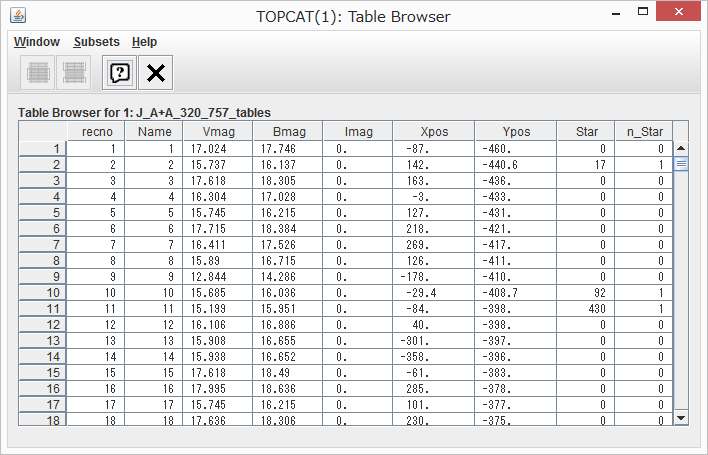 TOPCAT(1): Table Browser
Window Subsets Help
Table Browser for 1: J_A+A_320_757_tables
recno Name Vmag Bmag Imag Xpos Ypos Star n_Star
1 1 1 17.024 17.746 0. -87. -460. 0 0
2 2 2 15.737 16.137 0. 142. -440.6 17 1
3 3 3 17.618 18.305 0. 163. -436. 0 0
4 4 4 16.304 17.028 0. -3. -433. 0 0
5 5 5 15.745 16.215 0. 127. -431. 0 0
6 6 6 17.715 18.384 0. 218. -421. 0 0
7 7 7 16.411 17.526 0. 269. -417. 0 0
8 8 8 15.89 16.715 0. 126. -411. 0 0
9 9 9 12.844 14.286 0. -178. -410. 0 0
10 10 10 15.685 16.036 0. -29.4 -408.7 92 1
11 11 11 15.199 15.951 0. -84. -398. 430 1
12 12 12 16.106 16.886 0. 40. -398. 0 0
13 13 13 15.908 16.655 0. -301. -397. 0 0
14 14 14 15.938 16.652 0. -358. -396. 0 0
15 15 15 17.618 18.49 0. -61. -383. 0 0
16 16 16 17.995 18.636 0. 285. -378. 0 0
17 17 17 15.745 16.215 0. 101. -377. 0 0
18 18 18 17.636 18.306 0. 230. -375. 0 0